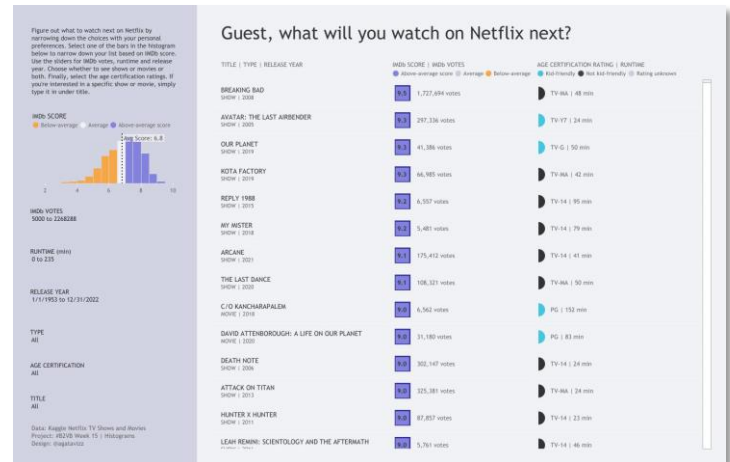 Figure out what to watch next on Netflix by
narrowing down the choices with your personal
preferences. Select one of the bars in the histogram
below to narrow down your list based on IMDb score.
Use the sliders for IMDb votes, runtime and release
year. Choose whether to see shows or movies or
both. Finally, select the age certification ratings. If
you're interested in a specific show or movie, simply
type it in under title.
IMDb SCORE
Below-average Average Above-average score
Avg Score: 6.8
2 4 6 8 10
IMDb VOTES
5000 to 2268288
RUNTIME (min)
0 to 235
RELEASE YEAR
1/1/1953 to 12/31/2022
TYPE
All
AGE CERTIFICATION
All
TITLE
All
Data: Kaggle Netflix TV Shows and Movies
Project: #B2VB Week 15 | Histograms
Design:
Guest, what will you watch on Netflix next?
TITLE | TYPE | RELEASE YEAR
IMDb SCORE | IMDb VOTES
Above-average score Average Below-average
AGE CERTIFICATION RATING | RUNTIME
Kid-friendly Not kid-friendly Rating unknown
BREAKING BAD
SHOW | 2008
9.5 1,727,694 votes
TV-MA | 48 min
AVATAR: THE LAST AIRBENDER
SHOW | 2005
9.3 297,336 votes
TV-Y7 | 24 min
OUR PLANET
SHOW | 2019
9.3 41,386 votes
TV-G | 50 min
KOTA FACTORY
SHOW | 2019
9.3 66,985 votes
TV-MA | 42 min
REPLY 1988
SHOW | 2015
9.2 6,557 votes
TV-14 | 95 min
MY MISTER
SHOW | 2018
9.2 5,481 votes
TV-14 | 79 min
ARCANE
SHOW | 2021
9.1 175,412 votes
TV-14 | 41 min
THE LAST DANCE
SHOW | 2020
9.1 108,321 votes
TV-MA | 50 min
C/O KANCHARAPALEM
MOVIE | 2018
9.0 6,562 votes
PG | 152 min
DAVID ATTENBOROUGH: A LIFE ON OUR PLANET
MOVIE | 2020
9.0 31,180 votes
PG | 83 min
DEATH NOTE
SHOW | 2006
9.0 302,147 votes
TV-14 | 24 min
ATTACK ON TITAN
SHOW | 2013
9.0 325,381 votes
TV-MA | 24 min
HUNTER X HUNTER
SHOW | 2011
9.0 87,857 votes
TV-14 | 23 min
LEAH REMINI: SCIENTOLOGY AND THE AFTERMATH
9.0 5,761 votes
TV-14 | 46 min